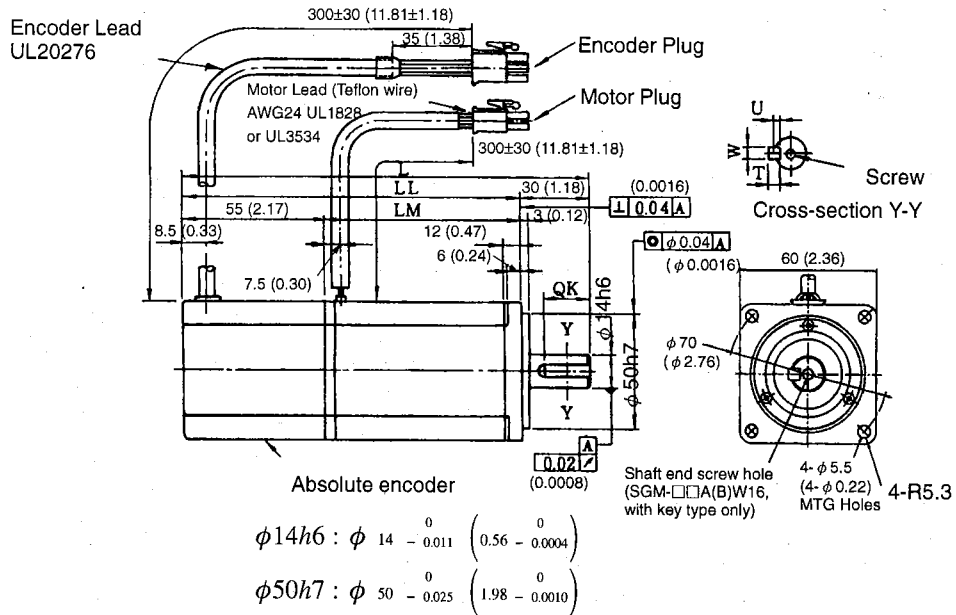 300±30 (11.81±1.18)
Encoder Lead
UL20276
35 (1.38)
Encoder Plug
Motor Lead (Teflon wire)
AWG24 UL1828
or UL3534
Motor Plug
300±30 (11.81±1.18)
L
LL
30 (1.18)
(0.0016)
⊥ 0.04 A
55 (2.17)
LM
3 (0.12)
8.5 (0.33)
12 (0.47)
6 (0.24)
7.5 (0.30)
U
W
T
Screw
Cross-section Y-Y
◎ φ0.04 A
(φ0.0016)
60 (2.36)
QK
Y
Y
φ14h6
φ50h7
φ70
(φ2.76)
A
0.02 ↗
(0.0008)
Absolute encoder
Shaft end screw hole
(SGM-□□A(B)W16,
with key type only)
4-φ5.5
(4-φ0.22)
MTG Holes
4-R5.3
φ14h6 : φ 14 0 - 0.011 (0.56 0 - 0.0004)
φ50h7 : φ 50 0 - 0.025 (1.98 0 - 0.0010)